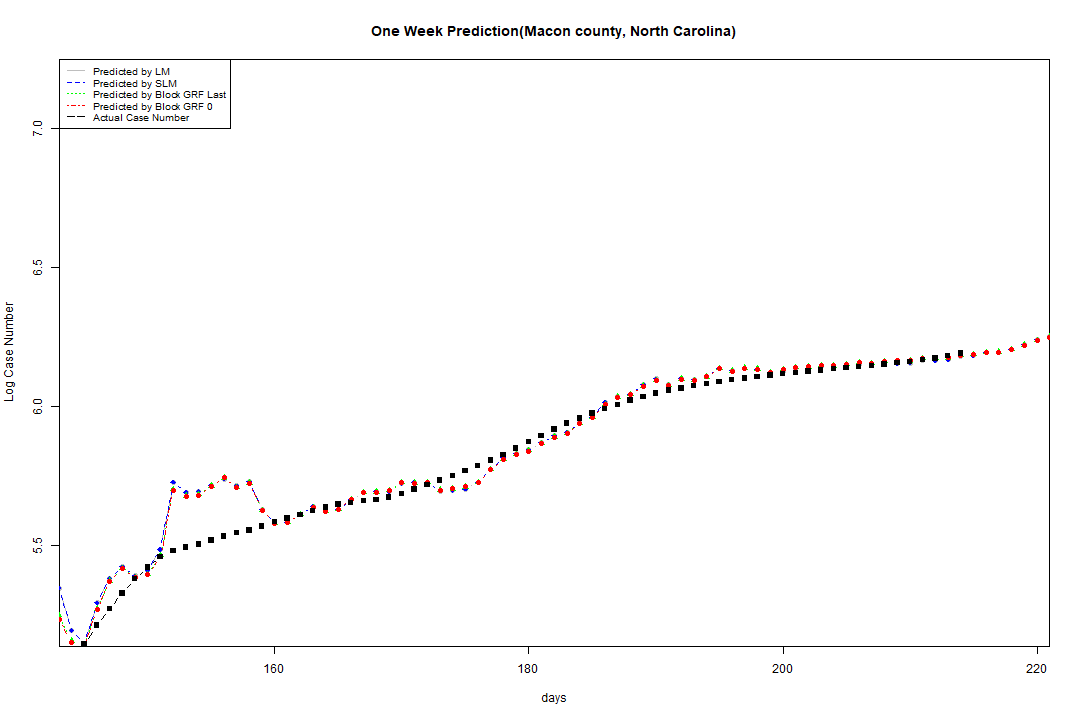 One Week Prediction(Macon county, North Carolina)
Predicted by LM
Predicted by SLM
Predicted by Block GRF Last
Predicted by Block GRF 0
Actual Case Number
7.0
6.5
6.0
5.5
Log Case Number
160
180
200
220
days